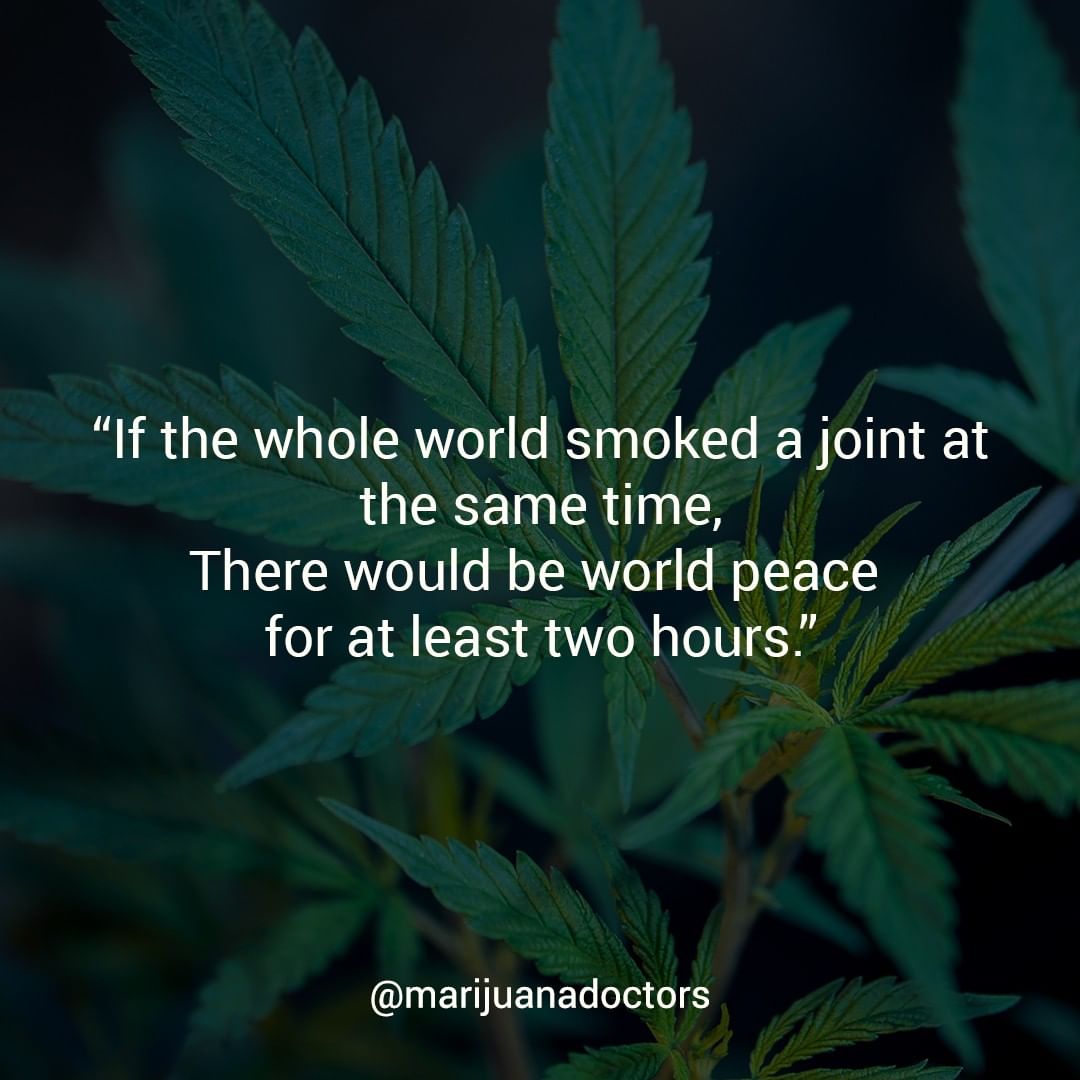 “If the whole world smoked a joint at
the same time,
There would be world peace
for at least two hours.”
@marijuanadoctors